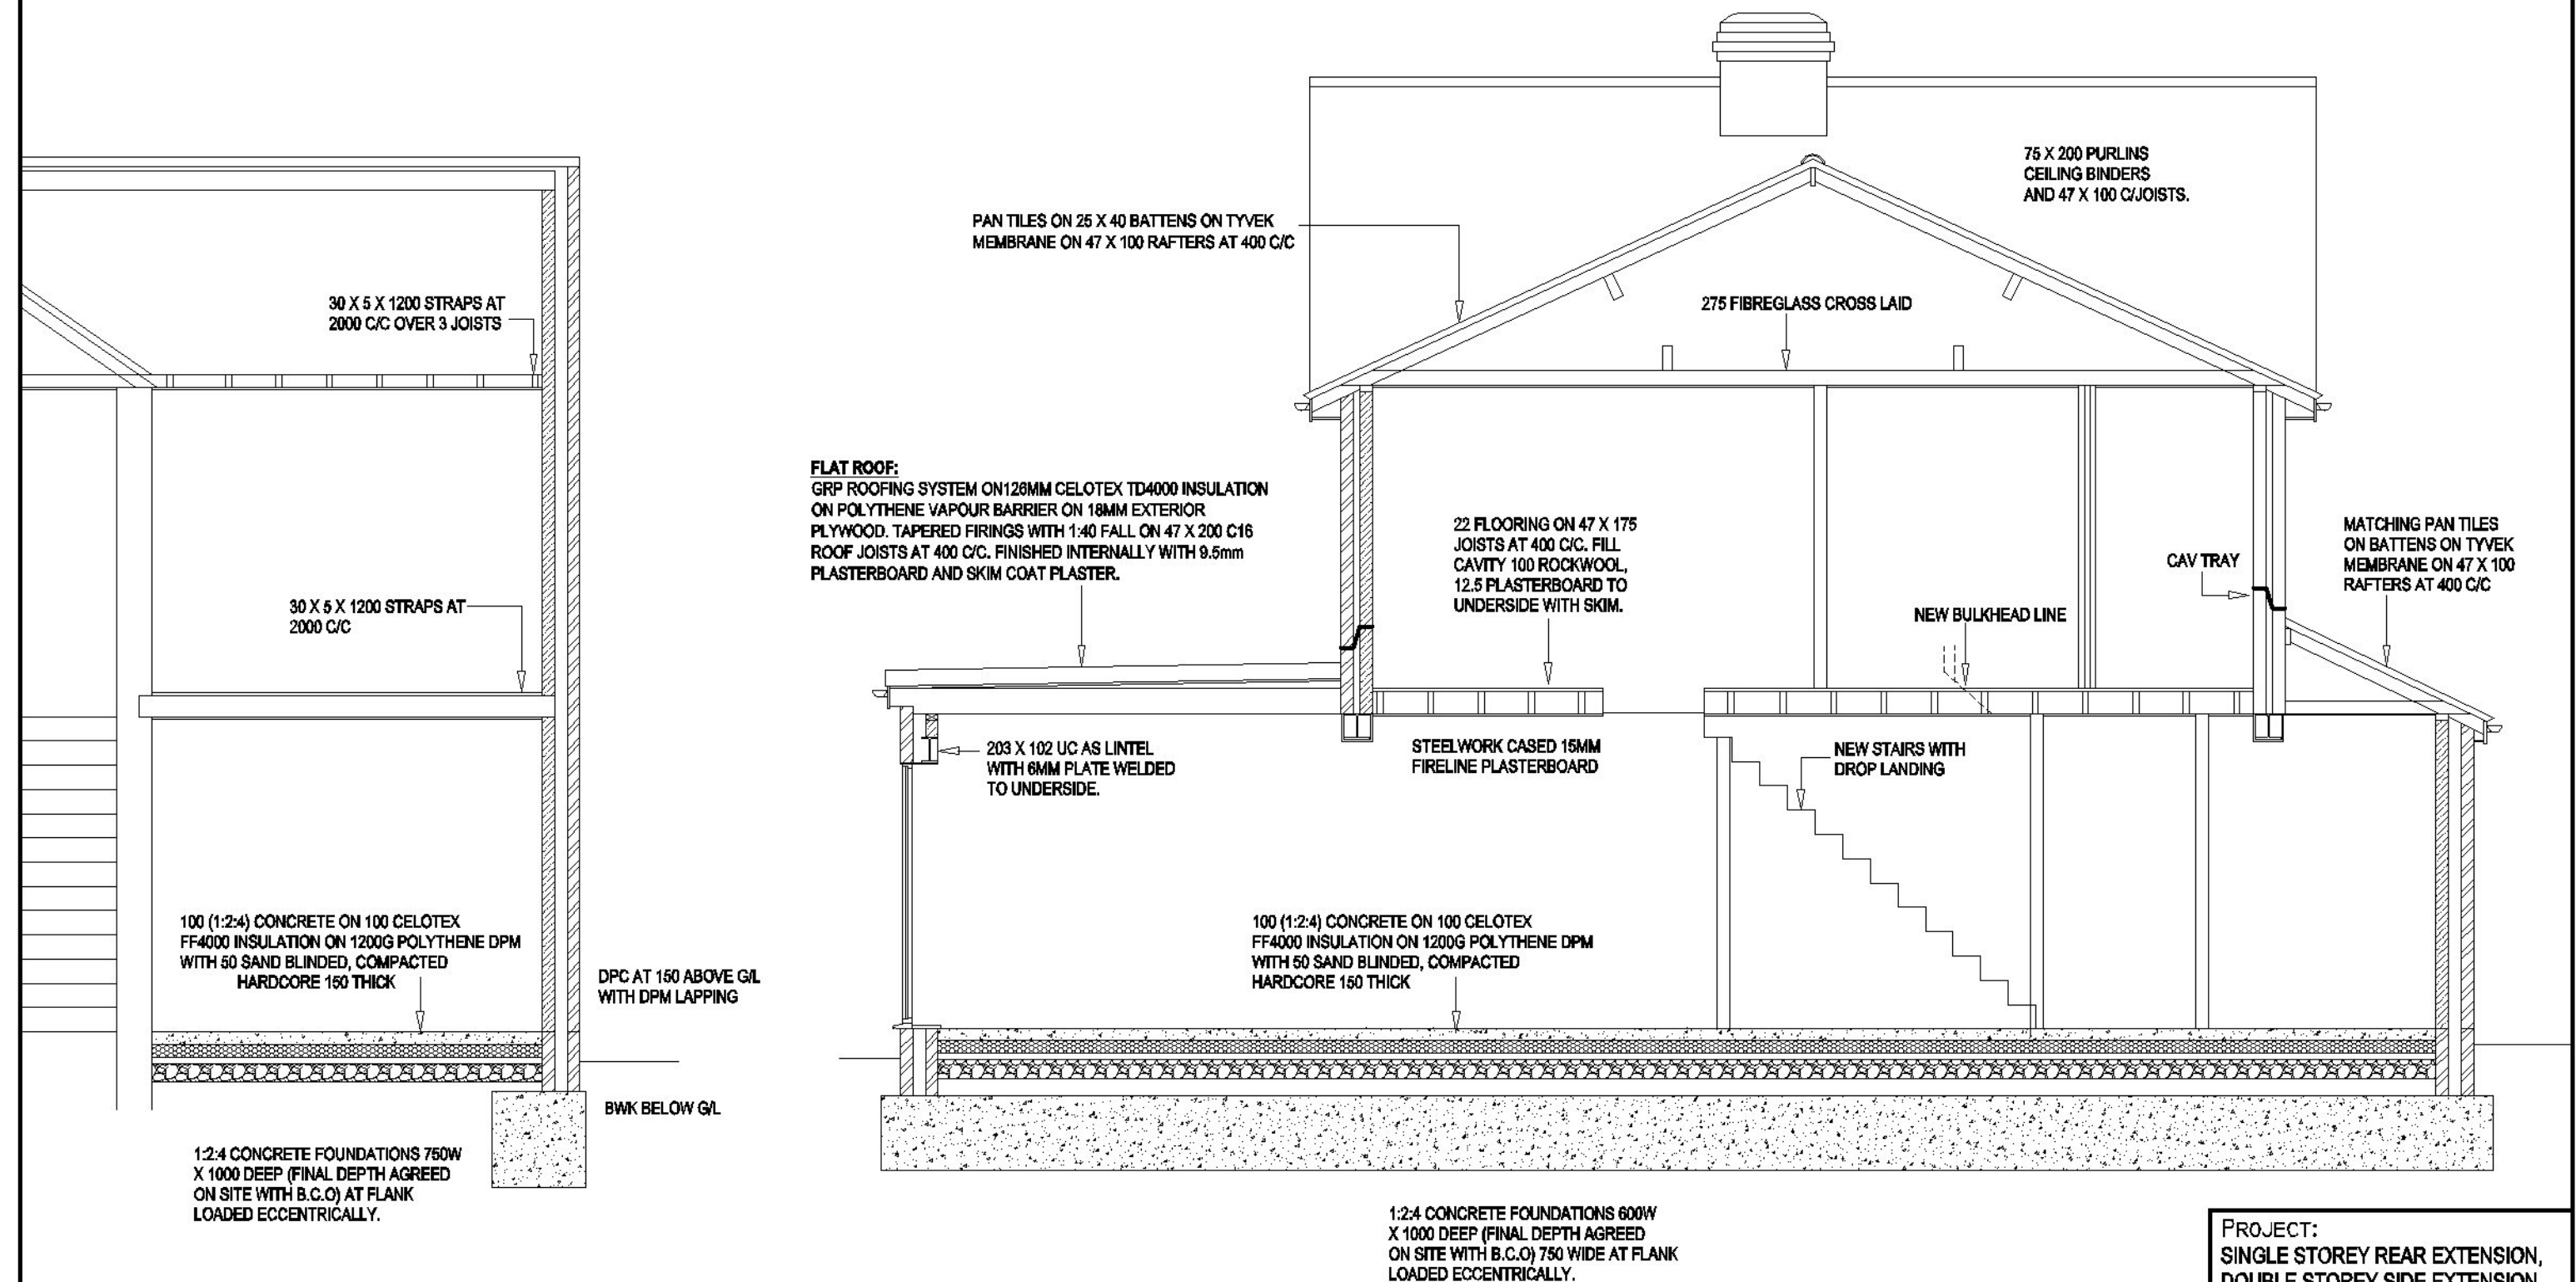 75 X 200 PURLINS
CEILING BINDERS
AND 47 X 100 C/JOISTS.
PAN TILES ON 25 X 40 BATTENS ON TYVEK
MEMBRANE ON 47 X 100 RAFTERS AT 400 C/C
30 X 5 X 1200 STRAPS AT
2000 C/C OVER 3 JOISTS
275 FIBREGLASS CROSS LAID
FLAT ROOF:
GRP ROOFING SYSTEM ON126MM CELOTEX TD4000 INSULATION
ON POLYTHENE VAPOUR BARRIER ON 18MM EXTERIOR
PLYWOOD. TAPERED FIRINGS WITH 1:40 FALL ON 47 X 200 C16
ROOF JOISTS AT 400 C/C. FINISHED INTERNALLY WITH 9.5mm
PLASTERBOARD AND SKIM COAT PLASTER.
22 FLOORING ON 47 X 175
JOISTS AT 400 C/C. FILL
CAVITY 100 ROCKWOOL,
12.5 PLASTERBOARD TO
UNDERSIDE WITH SKIM.
MATCHING PAN TILES
ON BATTENS ON TYVEK
MEMBRANE ON 47 X 100
RAFTERS AT 400 C/C
CAV TRAY
30 X 5 X 1200 STRAPS AT
2000 C/C
NEW BULKHEAD LINE
203 X 102 UC AS LINTEL
WITH 6MM PLATE WELDED
TO UNDERSIDE.
STEELWORK CASED 15MM
FIRELINE PLASTERBOARD
NEW STAIRS WITH
DROP LANDING
100 (1:2:4) CONCRETE ON 100 CELOTEX
FF4000 INSULATION ON 1200G POLYTHENE DPM
WITH 50 SAND BLINDED, COMPACTED
HARDCORE 150 THICK
DPC AT 150 ABOVE G/L
WITH DPM LAPPING
100 (1:2:4) CONCRETE ON 100 CELOTEX
FF4000 INSULATION ON 1200G POLYTHENE DPM
WITH 50 SAND BLINDED, COMPACTED
HARDCORE 150 THICK
BWK BELOW G/L
1:2:4 CONCRETE FOUNDATIONS 750W
X 1000 DEEP (FINAL DEPTH AGREED
ON SITE WITH B.C.O) AT FLANK
LOADED ECCENTRICALLY.
1:2:4 CONCRETE FOUNDATIONS 600W
X 1000 DEEP (FINAL DEPTH AGREED
ON SITE WITH B.C.O) 750 WIDE AT FLANK
LOADED ECCENTRICALLY.
PROJECT:
SINGLE STOREY REAR EXTENSION,
DOUBLE STOREY SIDE EXTENSION